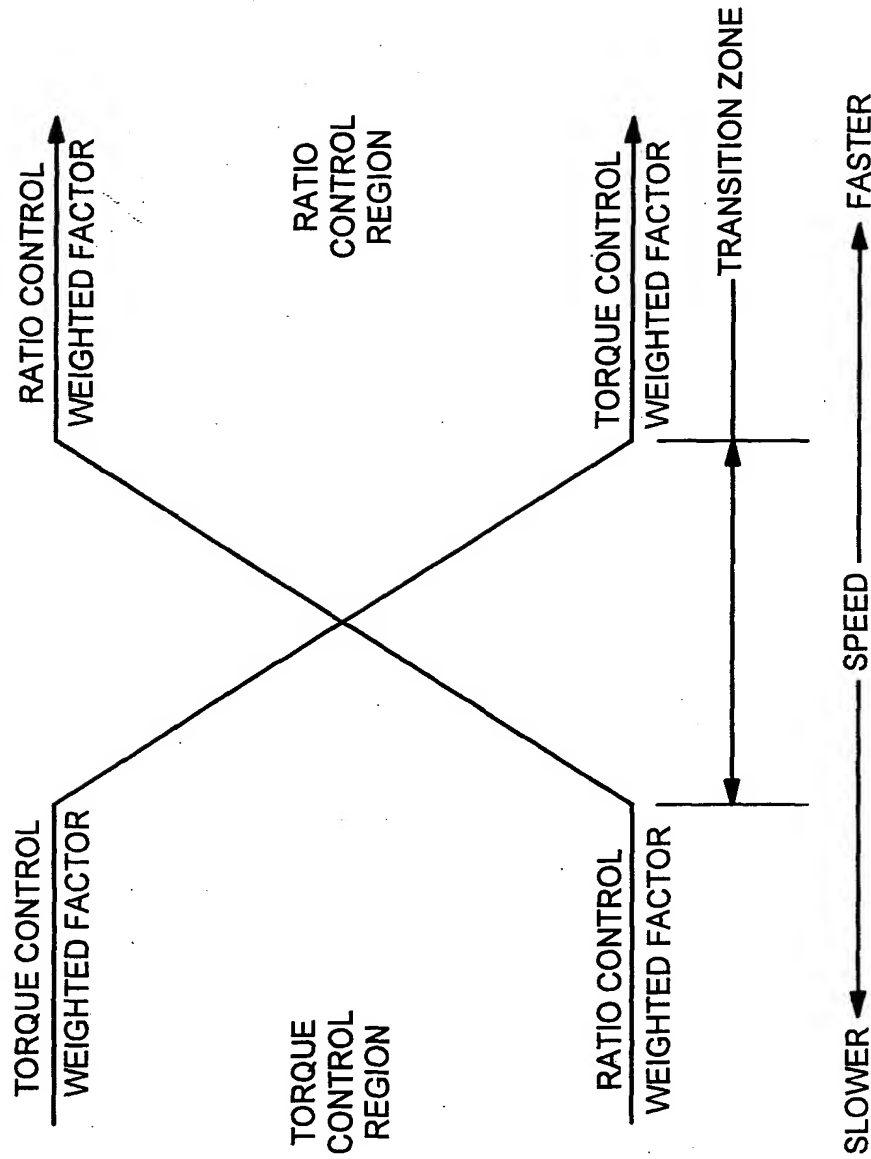 TORQUE CONTROL
WEIGHTED FACTOR
RATIO CONTROL
WEIGHTED FACTOR
TORQUE
CONTROL
REGION
RATIO
CONTROL
REGION
RATIO CONTROL
WEIGHTED FACTOR
TORQUE CONTROL
WEIGHTED FACTOR
TRANSITION ZONE
SLOWER
SPEED
FASTER